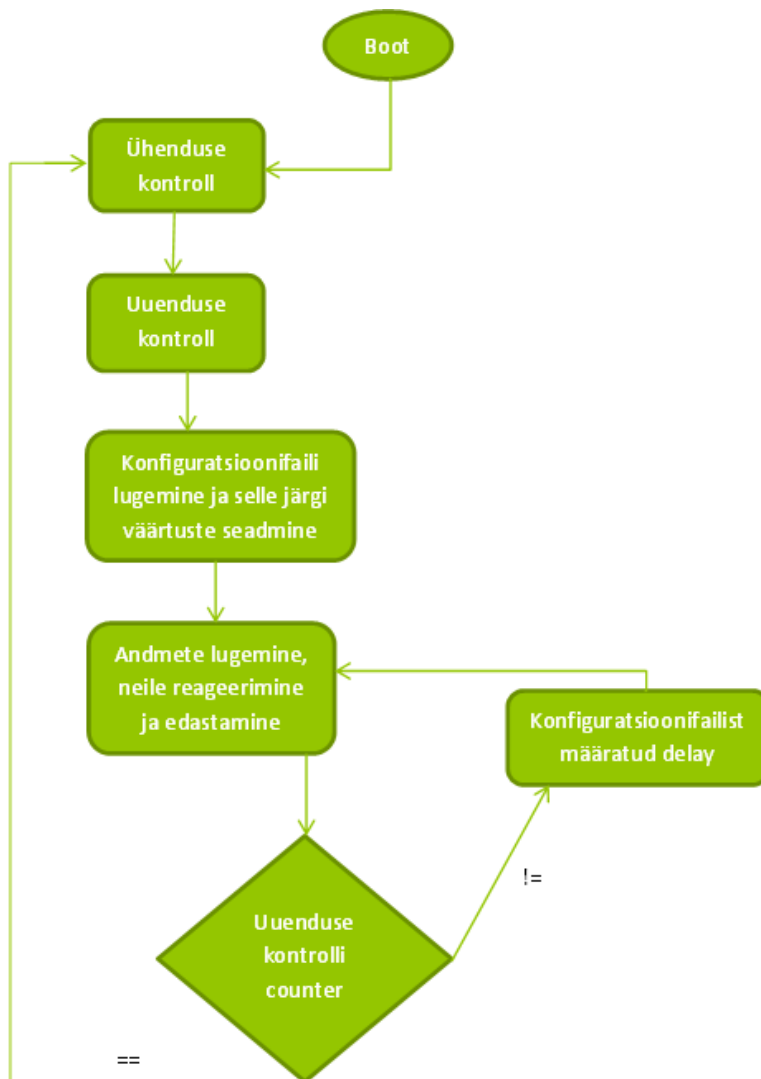 Boot
Ühenduse
kontroll
Uuenduse
kontroll
Konfiguratsioonifaili
lugemine ja selle järgi
väärtuste seadmine
Andmete lugemine,
neile reageerimine
ja edastamine
Konfiguratsioonifailist
määratud delay
!=
Uuenduse
kontrolli
counter
==